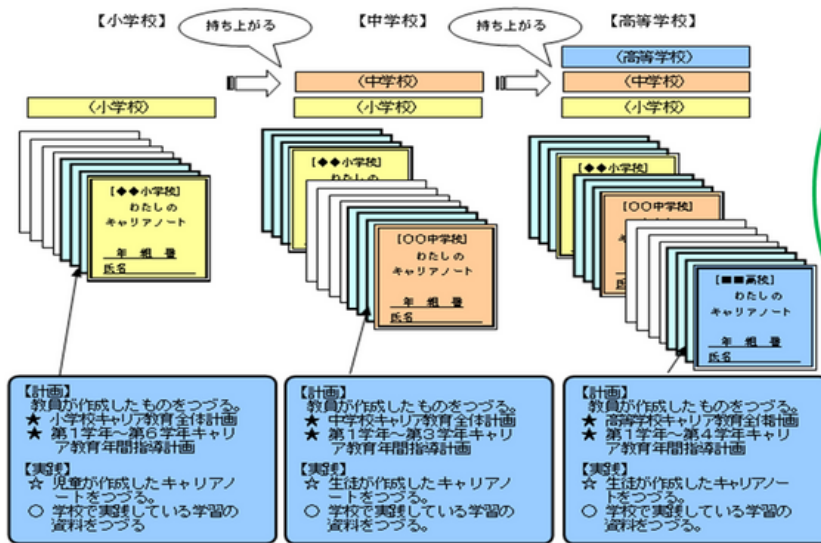 【小学校】
持ち上がる
【中学校】
持ち上がる
【高等学校】
〈高等学校〉
〈中学校〉
〈中学校〉
〈小学校〉
〈小学校〉
〈小学校〉
[◆◆小学校]
わたしの
キャリアノート
年 組 番
氏名
[◆◆小学校]
わたしの
[〇〇中学校]
わたしの
キャリアノート
年 組 番
氏名
[◆◆小学校]
[〇〇中学校]
わたしの
[■■高校]
わたしの
キャリアノート
年 組 番
氏名
【計画】
教員が作成したものをつづる。
★ 小学校キャリア教育全体計画
★ 第1学年～第6学年キャリ
ア教育年間指導計画
【実践】
☆ 児童が作成したキャリアノ
ートをつづる。
○ 学校で実践している学習の
資料をつづる
【計画】
教員が作成したものをつづる。
★ 中学校キャリア教育全体計画
★ 第1学年～第3学年キャリ
ア教育年間指導計画
【実践】
☆ 生徒が作成したキャリアノ
ートをつづる。
○ 学校で実践している学習の
資料をつづる。
【計画】
教員が作成したものをつづる。
★ 高等学校キャリア教育全体計画
★ 第1学年～第4学年キャリ
ア教育年間指導計画
【実践】
☆ 生徒が作成したキャリアノー
トをつづる。
○ 学校で実践している学習の
資料をつづる。